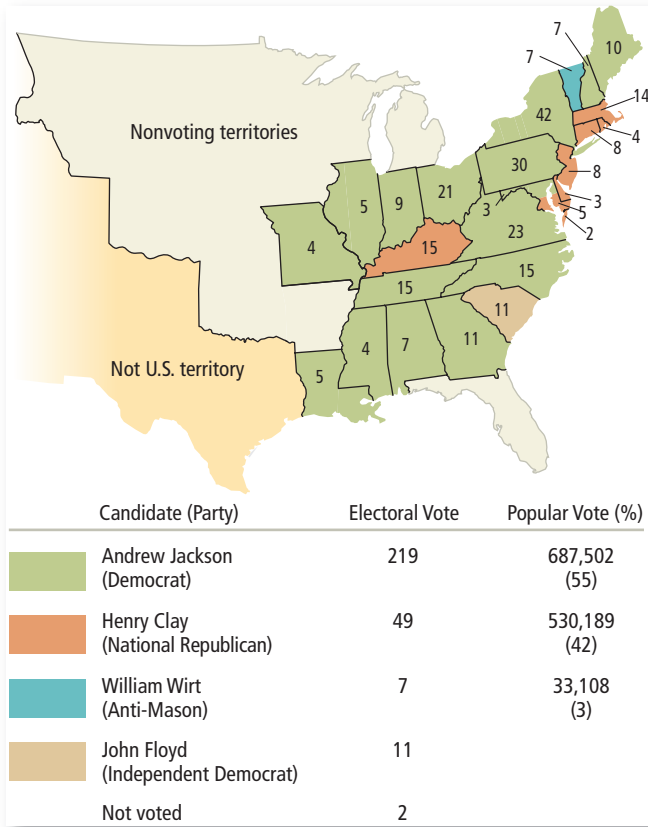 7
10
7
14
42
4
8
Nonvoting territories
30
8
5
9
21
3
3
5
23
2
4
15
15
15
11
4
7
11
Not U.S. territory
5
Candidate (Party)
Electoral Vote
Popular Vote (%)
Andrew Jackson
(Democrat)
219
687,502
(55)
Henry Clay
(National Republican)
49
530,189
(42)
William Wirt
(Anti-Mason)
7
33,108
(3)
John Floyd
(Independent Democrat)
11
Not voted
2